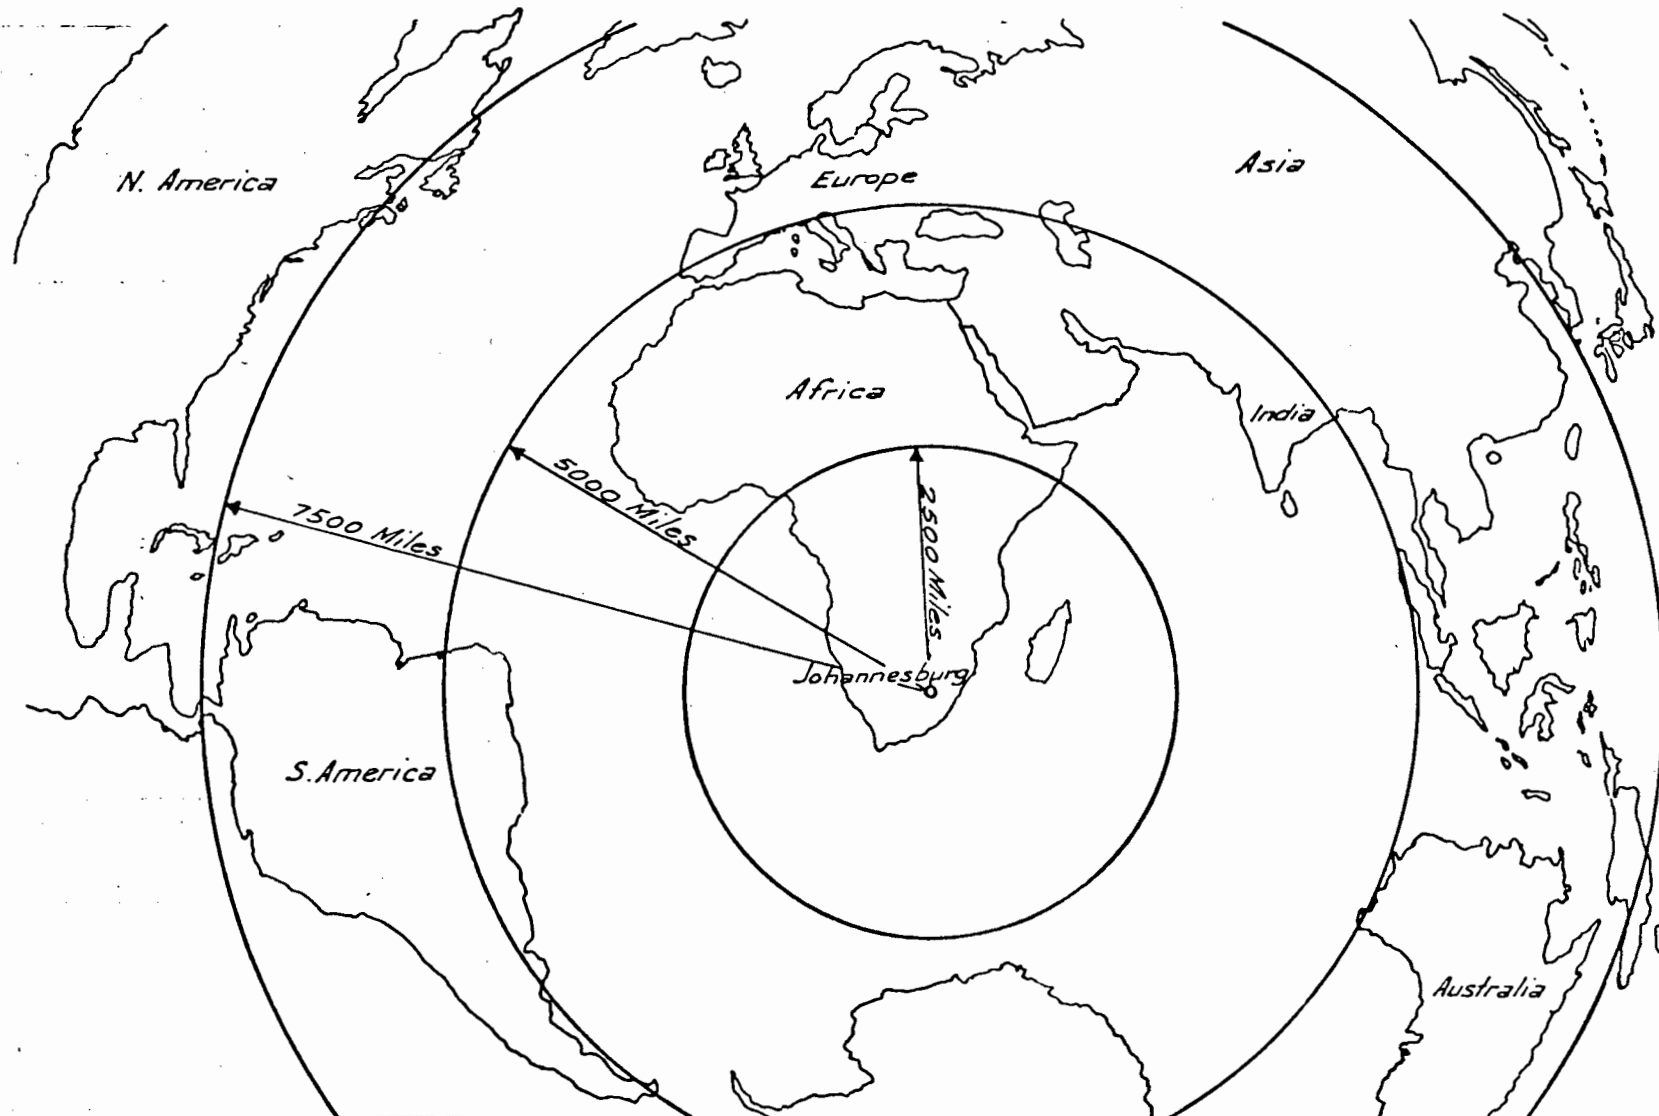 N. America
Europe
Asia
Africa
India
5000 Miles
7500 Miles
2500 Miles
Johannesburg
S. America
Australia